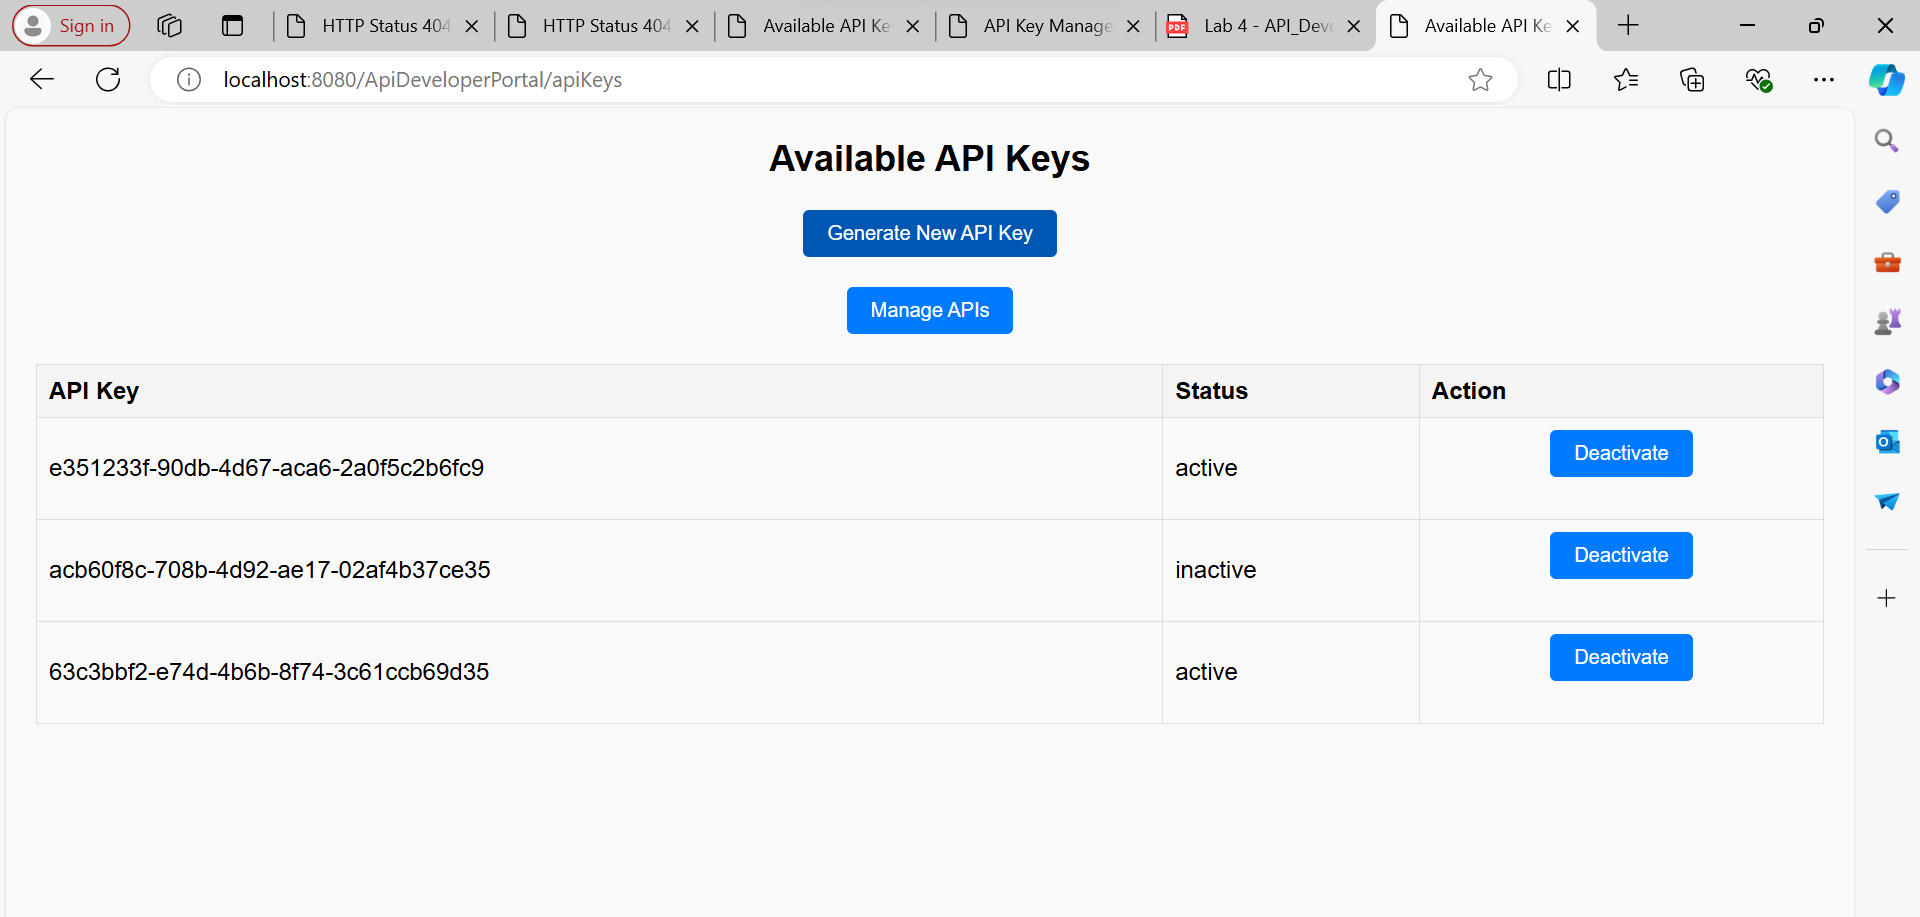 Sign in
HTTP Status 404
HTTP Status 404
Available API Ke
API Key Manage
PDF
Lab 4 - API_Deve
Available API Ke
localhost:8080/ApiDeveloperPortal/apiKeys
Available API Keys
Generate New API Key
Manage APIs
API Key Status Action
e351233f-90db-4d67-aca6-2a0f5c2b6fc9 active Deactivate
acb60f8c-708b-4d92-ae17-02af4b37ce35 inactive Deactivate
63c3bbf2-e74d-4b6b-8f74-3c61ccb69d35 active Deactivate